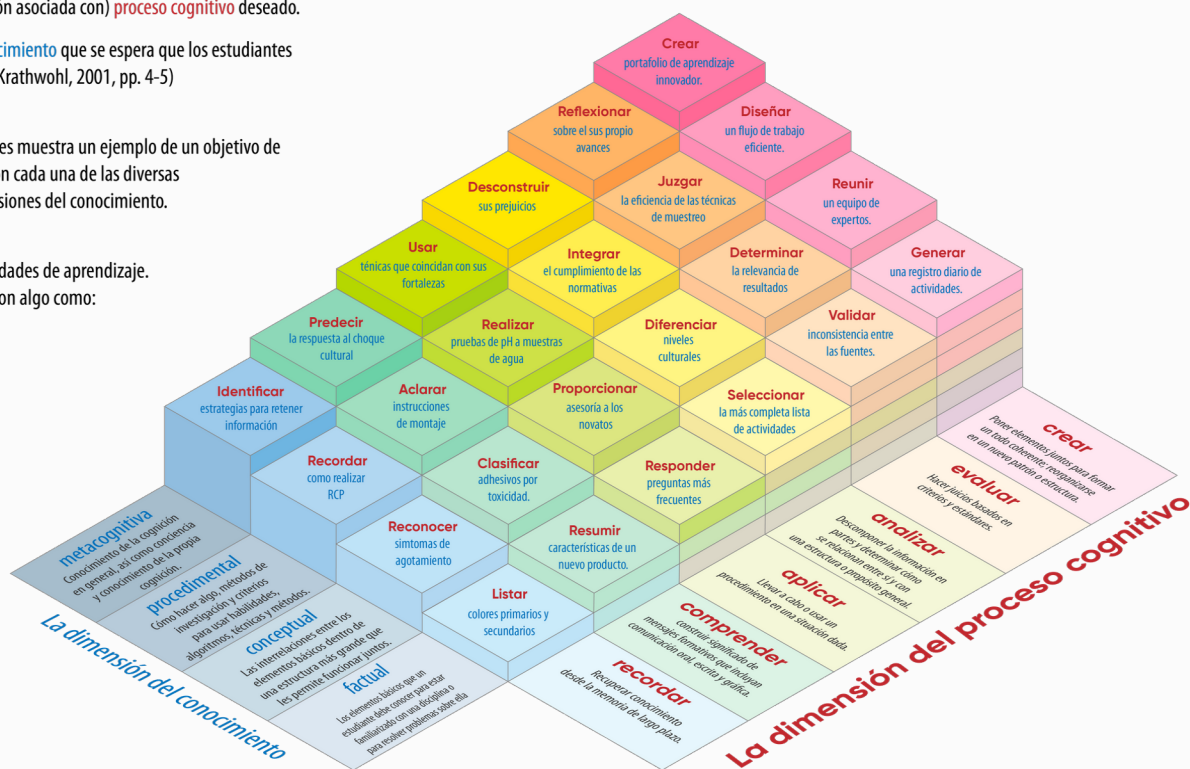 ón asociada con) proceso cognitivo deseado.
cimiento que se espera que los estudiantes
Krathwohl, 2001, pp. 4-5)
es muestra un ejemplo de un objetivo de
on cada una de las diversas
siones del conocimiento.
dades de aprendizaje.
on algo como:
Crear
portafolio de aprendizaje
innovador.
Reflexionar
sobre el sus propio
avances
Diseñar
un flujo de trabajo
eficiente.
Desconstruir
sus prejuicios
Juzgar
la eficiencia de las técnicas
de muestreo
Reunir
un equipo de
expertos.
Usar
ténicas que coincidan con sus
fortalezas
Integrar
el cumplimiento de las
normativas
Determinar
la relevancia de
resultados
Generar
una registro diario de
actividades.
Predecir
la respuesta al choque
cultural
Realizar
pruebas de pH a muestras
de agua
Diferenciar
niveles
culturales
Validar
inconsistencia entre
las fuentes.
Identificar
estrategias para retener
información
Aclarar
instrucciones
de montaje
Proporcionar
asesoría a los
novatos
Seleccionar
la más completa lista
de actividades
Recordar
como realizar
RCP
Clasificar
adhesivos por
toxicidad.
Responder
preguntas más
frecuentes
Reconocer
simtomas de
agotamiento
Resumir
características de un
nuevo producto.
Listar
colores primarios y
secundarios
metacognitiva
Conocimiento de la cognición
en general, así como conciencia
y conocimiento de la propia
cognición.
procedimental
Cómo hacer algo, métodos de
investigación y criterios
para usar habilidades,
algoritmos, técnicas y métodos.
conceptual
Las interrelaciones entre los
elementos básicos dentro de
una estructura más grande que
les permite funcionar juntos.
factual
Los elementos básicos que un
estudiante debe conocer para estar
familiarizado con una disciplina o
para resolver problemas sobre ella
La dimensión del conocimiento
crear
Poner elementos juntos para formar
un todo coherente; reorganizarse
en un nuevo patrón o estructura.
evaluar
Hacer juicios basados en
criterios y estándares.
analizar
Descomponer la información en
partes y determinar cómo
se relacionan entre sí y con
una estructura o propósito general.
aplicar
Llevar a cabo o usar un
procedimiento en una situación dada.
comprender
construir significado de
mensajes formativos que incluyan
comunicación oral, escrita y gráfica.
recordar
Recuperar conocimiento
desde la memoria de largo plazo.
La dimensión del proceso cognitivo